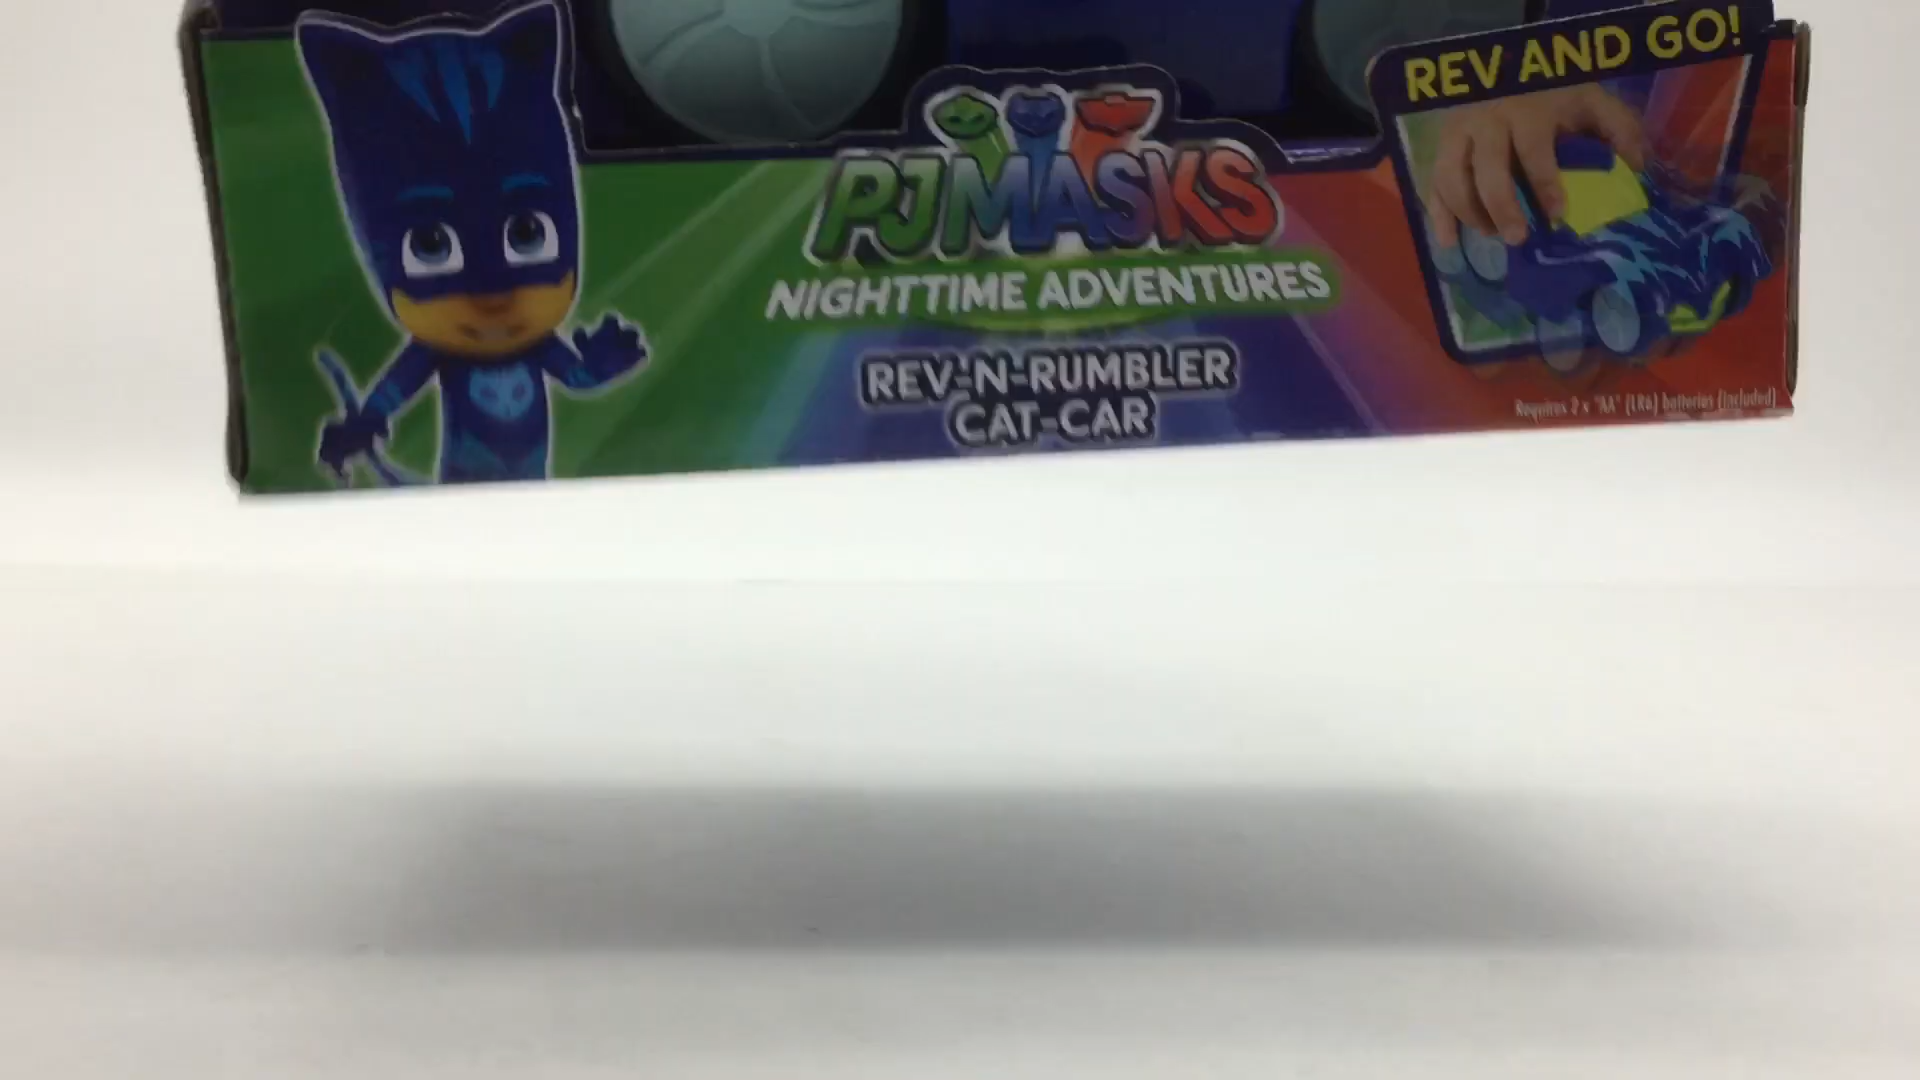 REV AND GO!
PJMASKS
NIGHTTIME ADVENTURES
REV-N-RUMBLER
CAT-CAR
Requires 2 x "AA" (LR6) batteries (included)